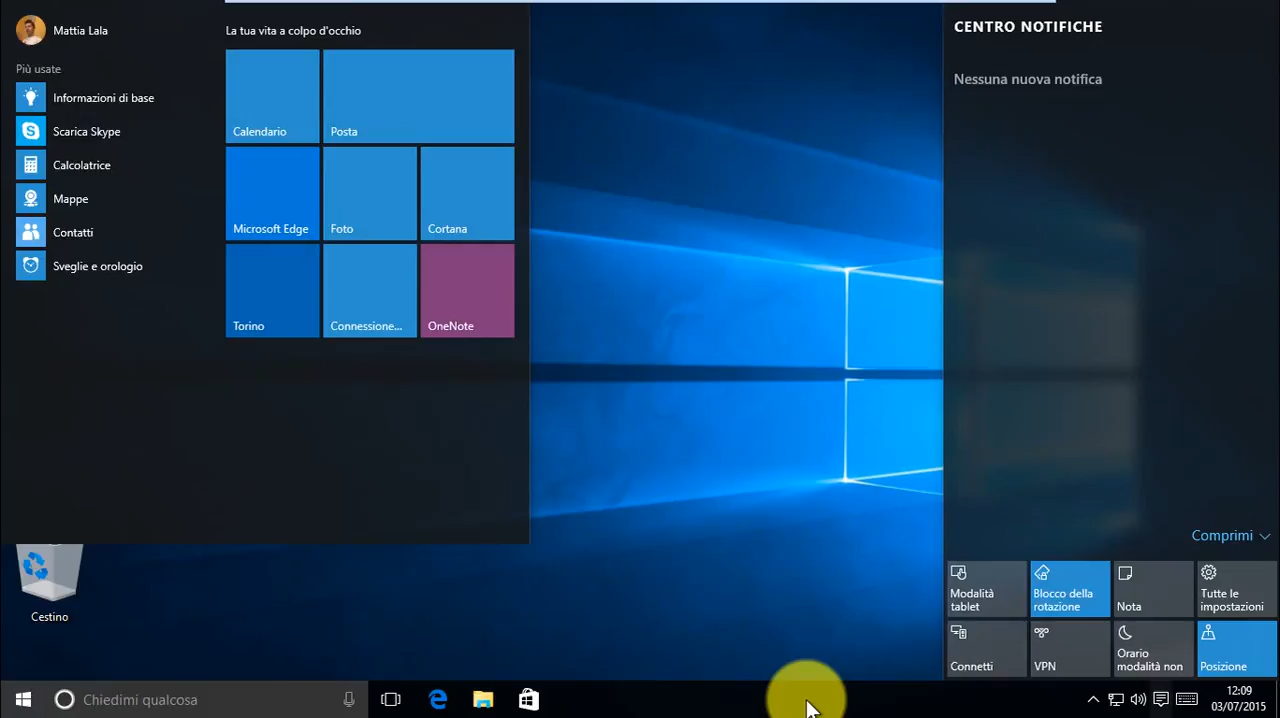 Mattia Lala
Più usate
Informazioni di base
Scarica Skype
Calcolatrice
Mappe
Contatti
Sveglie e orologio
La tua vita a colpo d'occhio
Calendario
Posta
Microsoft Edge
Foto
Cortana
Torino
Connessione...
OneNote
CENTRO NOTIFICHE
Nessuna nuova notifica
Comprimi
Modalità
tablet
Blocco della
rotazione
Nota
Tutte le
impostazioni
Connetti
VPN
Orario
modalità non
Posizione
Cestino
Chiedimi qualcosa
12:09
03/07/2015